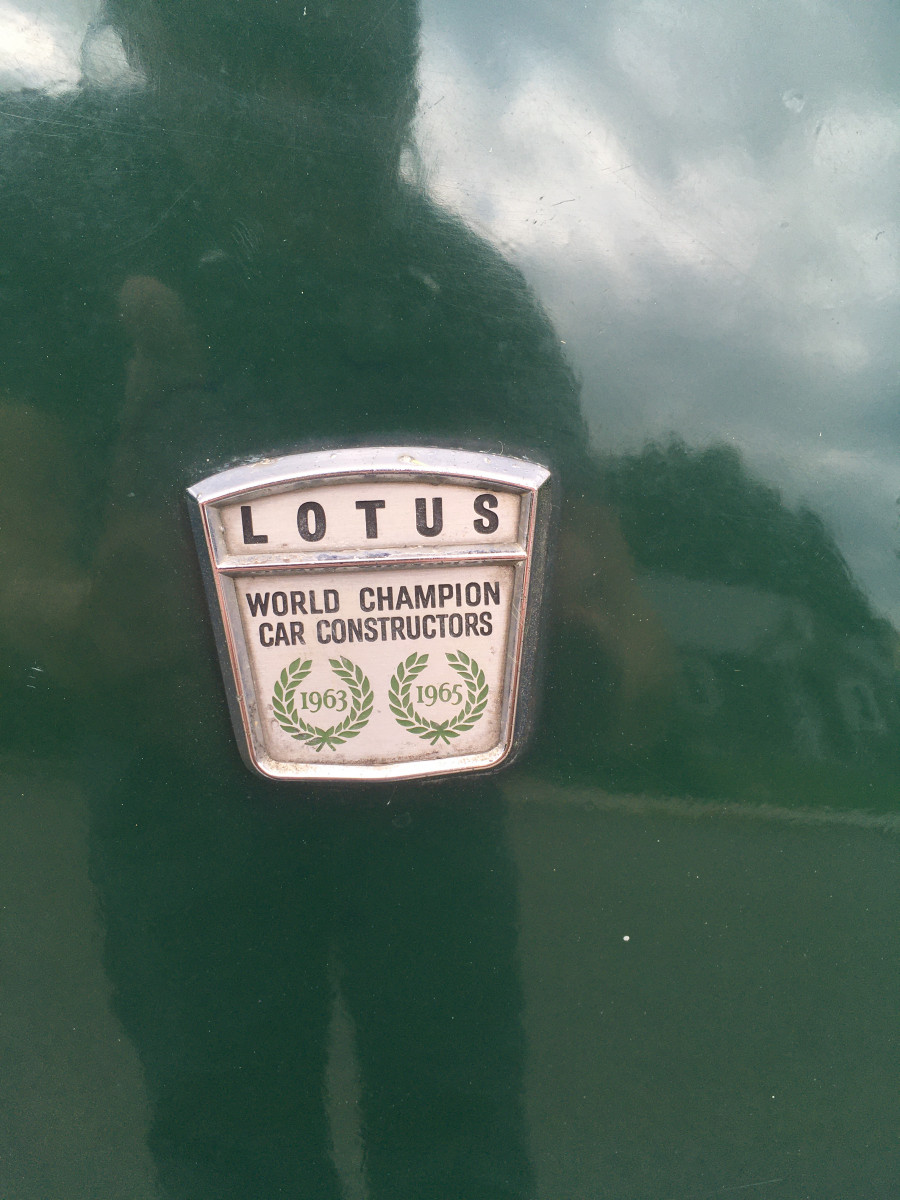 LOTUS
WORLD CHAMPION
CAR CONSTRUCTORS
1963 1965